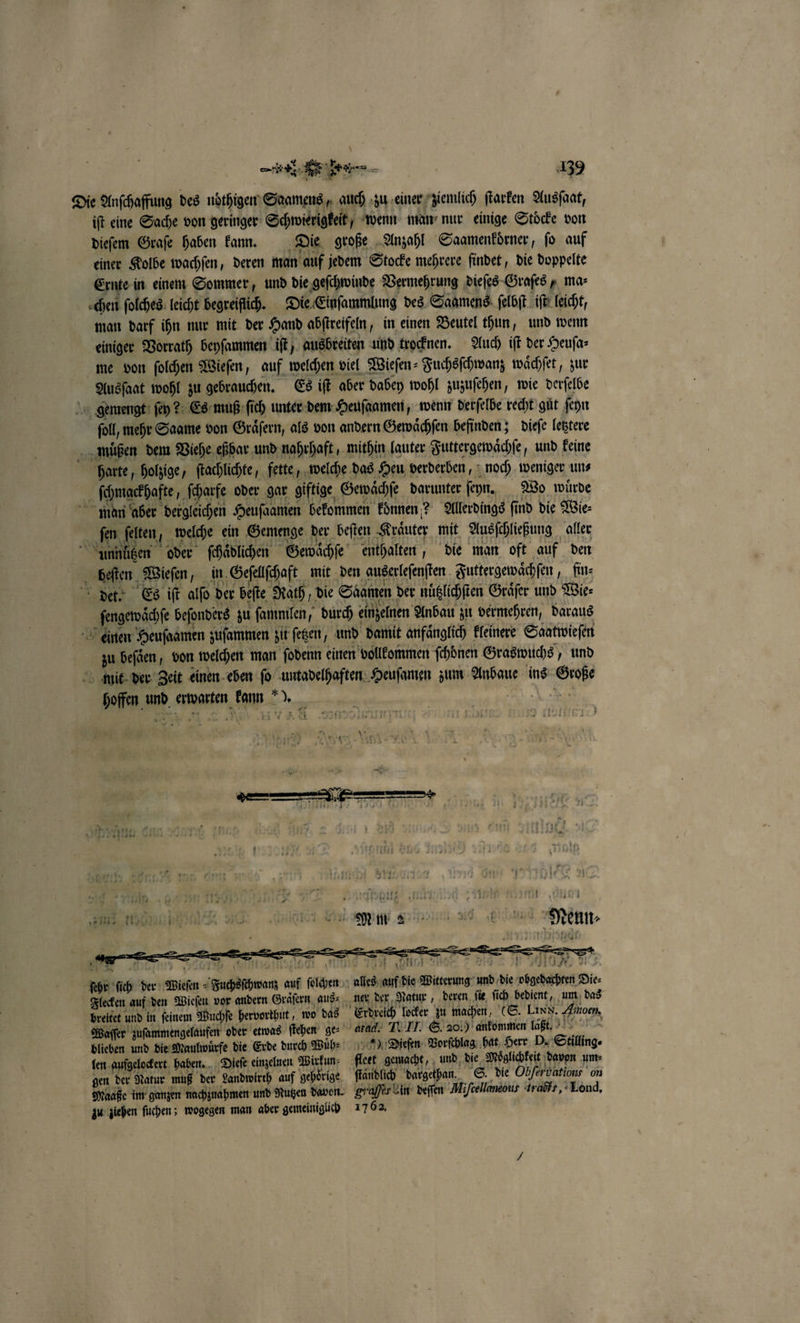 139
Die Anschaffung des nöthigen Saamens, auch zu einer ziemlich starken Aussaat,
ist eine Sache von geringer Schwierigkeit, wenn man nur einige Stöcke von
diesem Grase haben kann. Die große Anzahl Saamenkörner, so auf
einer Kolbe wachsen, deren man auf jedem Stocke mehrere findet, die doppelte
Ernte in einem Sommer, und die geschwinde Vermehrung dieses Grases, ma=
chen solches leicht begreiflich. Die Einsammlung des Saamens selbst ist leicht,
man darf ihn nur mit der Hand abstreifeln, in einen Beutel thun, und wenn
einiger Vorrath beysammen ist, ausbreiten und trocknen. Auch ist der Heusa=
me von solchen Wiesen, auf welchen viel Wiesen=Fuchsschwanz wächset, zur
Aussaat wohl zu gebrauchen. Es ist aber dabey wohl zuzusehen, wie derselbe
gemengt sey? Es muß sich unter dem Heusaamen, wenn derselbe recht gut seyn
soll, mehr Saame von Gräsern, als von andern Gewächsen befinden; diese letztere
müßen dem Viehe eßbar und nahrhaft, mithin lauter Futtergewächse, und keine
harte, holzige, stachlichte, fette, welche das Heu verderben, noch weniger un=
schmackhafte, scharfe oder gar giftige Gewächse darunter seyn. Wo würde
man aber dergleichen Heusaamen bekommen können? Allerdings sind die Wie=
sen selten, welche ein Gemenge der besten Kräuter mit Ausschließung aller
unnützen oder schädlichen Gewächse enthalten, die man oft auf den
besten Wiesen, in Gesellschaft mit den auserlesensten Futtergewächsen, fin=
det. Es ist also der beste Rath, die Saamen der nützlichsten Gräser und Wie=
sengewächse besonders zu sammlen, durch einzelnen Anbau zu vermehren, daraus
einen Heusaamen zusammen zu setzen, und damit anfänglich kleinere Saatwiesen
zu besäen, von welchen man sodenn einen vollkommen schönen Graswuchs, und
mit der Zeit einen eben so untadelhaften Heusamen zum Anbaue ins Große
hoffen und erwarten kann *).
Mm 2 Nenn=
sehr sich der Wiesen=Fuchsschwanz auf solchen
Flecken auf den Wiesen vor andern Gräsern aus=
breitet und in seinem Wuchse hervorthut, wo das
Wasser zusammengelaufen oder etwas stehen ge=
blieben und die Maulwürfe die Erde durch Wüh=
len aufgelockert haben. Diese einzelnen Wirkun=
gen der Natur muß der Landwirth auf gehörige
Maaße im ganzen nachzuahmen und Nutzen davon
zu ziehen suchen; wogegen man aber gemeiniglich
alles auf die Witterung und die obgedachten Die=
ner der Natur, deren sie sich bedient, um das
Erdreich locker zu machen, (S. LINN. Amoen.
acad. T. II. S. 20.) ankommen läßt.
*) Diesen Vorschlag hat Herr D. Stilling=
fleet gemacht, und die Möglichkeit davon um=
ständlich dargethan. S. die Observations on
grasses in dessen Miscellaneous tracts, Lond.
1762.